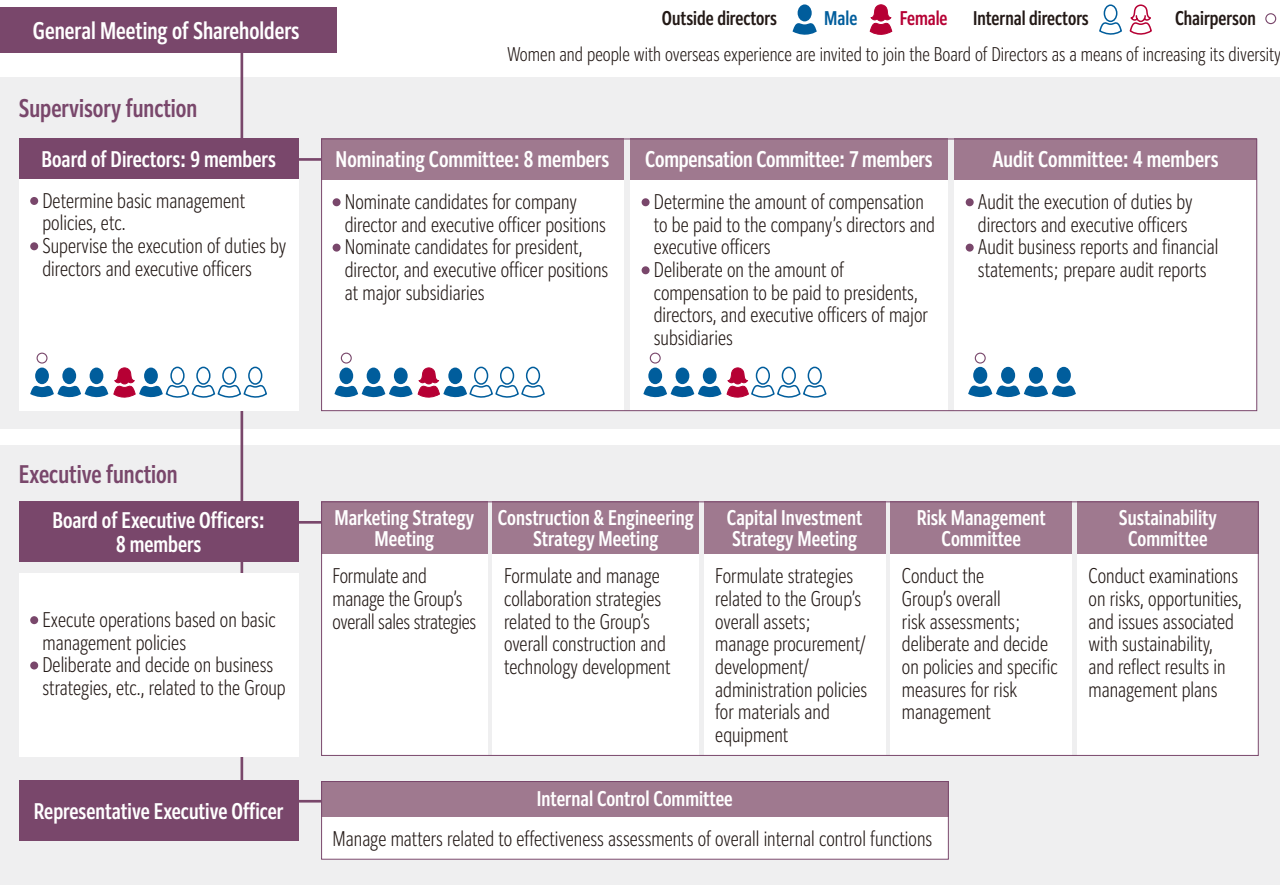 General Meeting of Shareholders
Outside directors Male Female Internal directors Chairperson
Women and people with overseas experience are invited to join the Board of Directors as a means of increasing its diversity
Supervisory function
Board of Directors: 9 members
• Determine basic management
policies, etc.
• Supervise the execution of duties by
directors and executive officers
Nominating Committee: 8 members
• Nominate candidates for company
director and executive officer positions
• Nominate candidates for president,
director, and executive officer positions
at major subsidiaries
Compensation Committee: 7 members
• Determine the amount of compensation
to be paid to the company's directors and
executive officers
• Deliberate on the amount of
compensation to be paid to presidents,
directors, and executive officers of major
subsidiaries
Audit Committee: 4 members
• Audit the execution of duties by
directors and executive officers
• Audit business reports and financial
statements; prepare audit reports
Executive function
Board of Executive Officers:
8 members
• Execute operations based on basic
management policies
• Deliberate and decide on business
strategies, etc., related to the Group
Marketing Strategy
Meeting
Formulate and
manage the Group's
overall sales strategies
Construction & Engineering
Strategy Meeting
Formulate and manage
collaboration strategies
related to the Group's
overall construction and
technology development
Capital Investment
Strategy Meeting
Formulate strategies
related to the Group's
overall assets;
manage procurement/
development/
administration policies
for materials and
equipment
Risk Management
Committee
Conduct the
Group's overall
risk assessments;
deliberate and decide
on policies and specific
measures for risk
management
Sustainability
Committee
Conduct examinations
on risks, opportunities,
and issues associated
with sustainability,
and reflect results in
management plans
Representative Executive Officer
Internal Control Committee
Manage matters related to effectiveness assessments of overall internal control functions